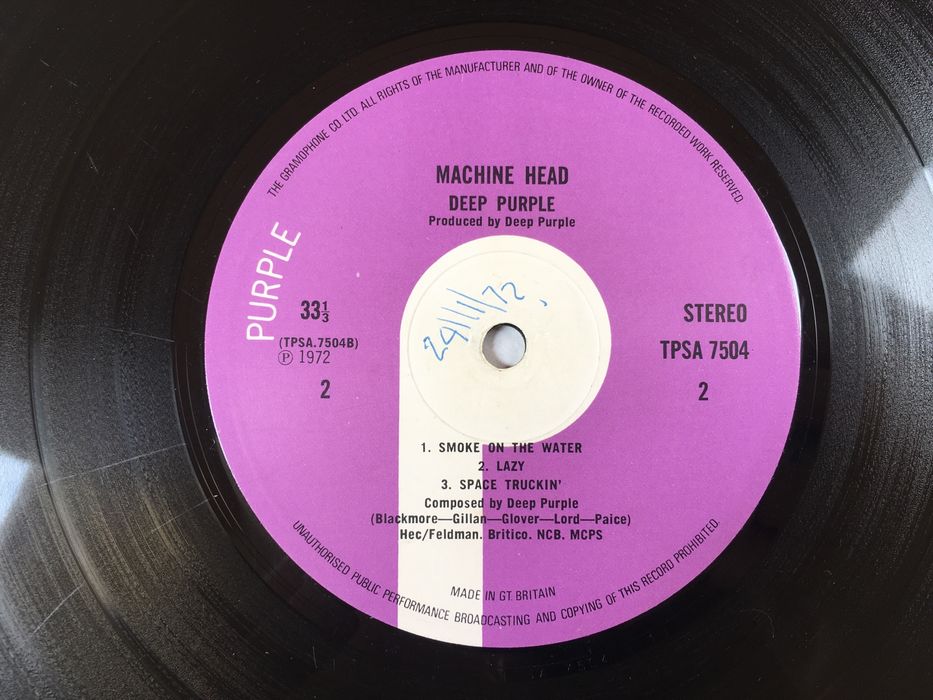 THE GRAMOPHONE CO. LTD. ALL RIGHTS OF THE MANUFACTURER AND OF THE OWNER OF THE RECORDED WORK RESERVED.
MACHINE HEAD
DEEP PURPLE
Produced by Deep Purple
PURPLE
24/11/72.
33⅓
STEREO
(TPSA.7504B)
Ⓟ 1972
TPSA 7504
2
2
1. SMOKE ON THE WATER
2. LAZY
3. SPACE TRUCKIN'
Composed by Deep Purple
(Blackmore—Gillan—Glover—Lord—Paice)
Hec/Feldman. Britico. NCB. MCPS
MADE IN GT. BRITAIN
UNAUTHORISED PUBLIC PERFORMANCE BROADCASTING AND COPYING OF THIS RECORD PROHIBITED.